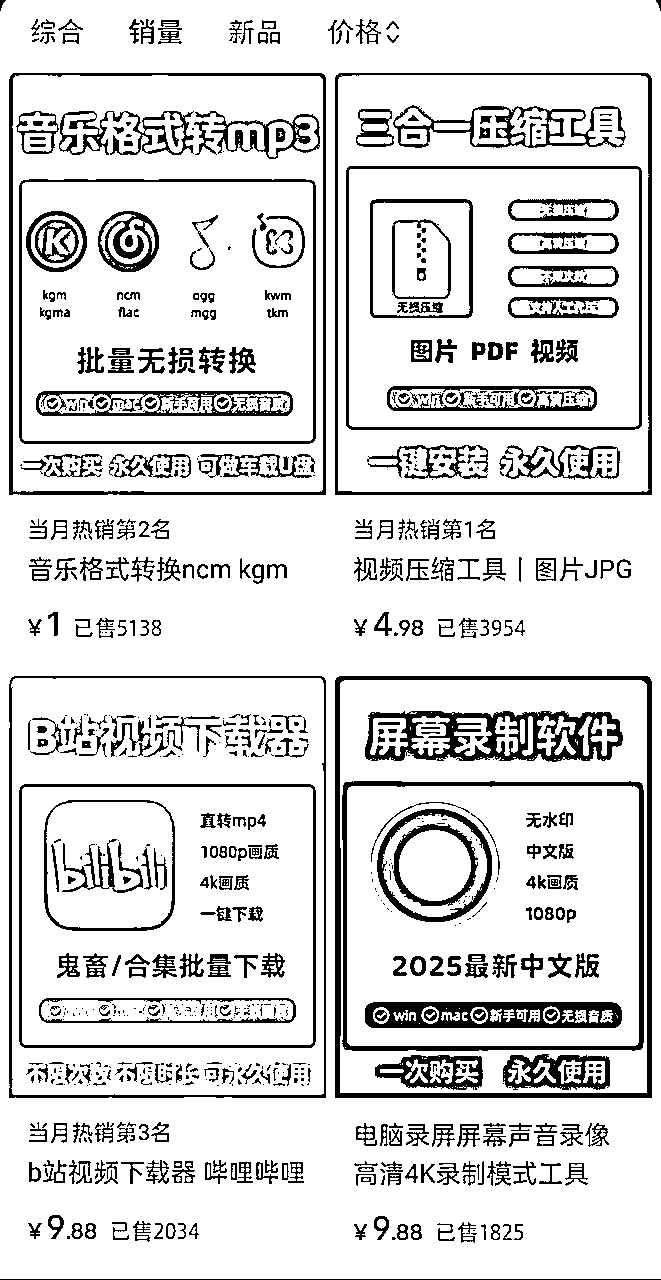 综合 销量 新品 价格
音乐格式转mp3
kgm ncm ogg kwm
kgma flac mgg tkm
批量无损转换
win mac 新手可用 无损音质
一次购买 永久使用 可做车载U盘
当月热销第2名
音乐格式转换ncm kgm
¥1 已售5138
三合一压缩工具
无损压缩
无损压缩
高清压缩
图片 PDF 视频
win 新手可用 高清压缩
一键安装 永久使用
当月热销第1名
视频压缩工具｜图片JPG
¥4.98 已售3954
B站视频下载器
bilibili
真转mp4
1080p画质
4k画质
一键下载
鬼畜/合集批量下载
不限次数 不限时长 可永久使用
当月热销第3名
b站视频下载器 哔哩哔哩
¥9.88 已售2034
屏幕录制软件
无水印
中文版
4k画质
1080p
2025最新中文版
win mac 新手可用 无损音质
一次购买 永久使用
电脑录屏屏幕声音录像
高清4K录制模式工具
¥9.88 已售1825